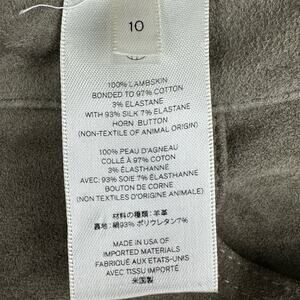 10
100% LAMBSKIN
BONDED TO 97% COTTON
3% ELASTANE
WITH 93% SILK 7% ELASTANE
HORN BUTTON
(NON-TEXTILE OF ANIMAL ORIGIN)
100% PEAU D'AGNEAU
COLLÉ À 97% COTON
3% ÉLASTHANNE
AVEC: 93% SOIE 7% ÉLASTHANNE
BOUTON DE CORNE
(NON TEXTILES D'ORIGINE ANIMALE)
材料の種類: 羊革
裏地: 絹93% ポリウレタン7%
MADE IN USA OF
IMPORTED MATERIALS
FABRIQUÉ AUX ETATS-UNIS
AVEC TISSU IMPORTÉ
米国製